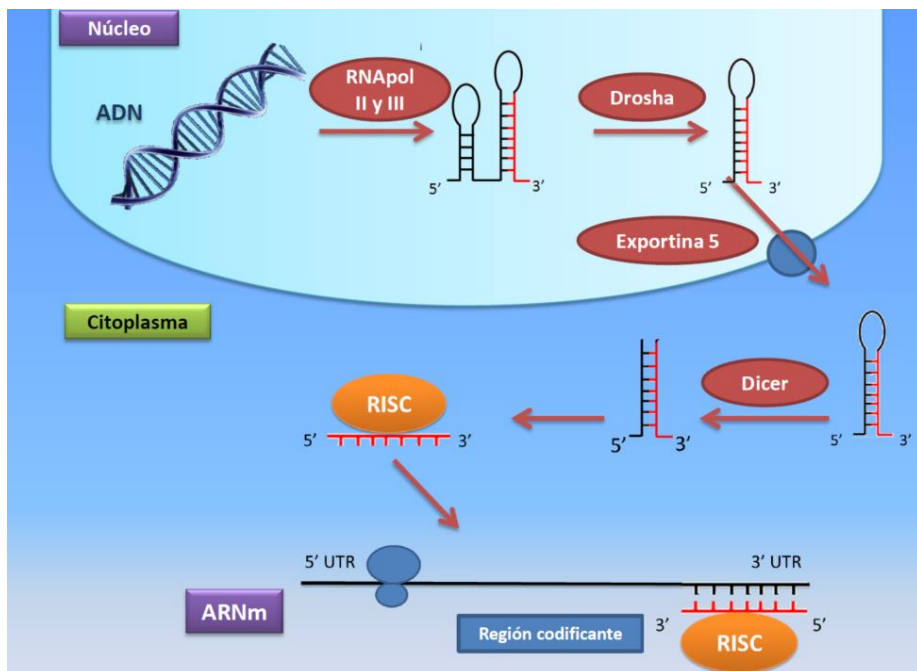 Núcleo
ADN
RNApol
II y III
Drosha
5’ 3’
5’ 3’
Exportina 5
Citoplasma
Dicer
RISC
5’ 3’
5’ 3’
5’ 3’
5’ UTR 3’ UTR
ARNm
Región codificante
3’ 5’
RISC